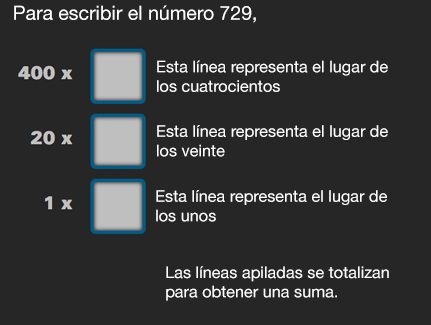 Para escribir el número 729,
400 x
Esta línea representa el lugar de
los cuatrocientos
20 x
Esta línea representa el lugar de
los veinte
1 x
Esta línea representa el lugar de
los unos
Las líneas apiladas se totalizan
para obtener una suma.